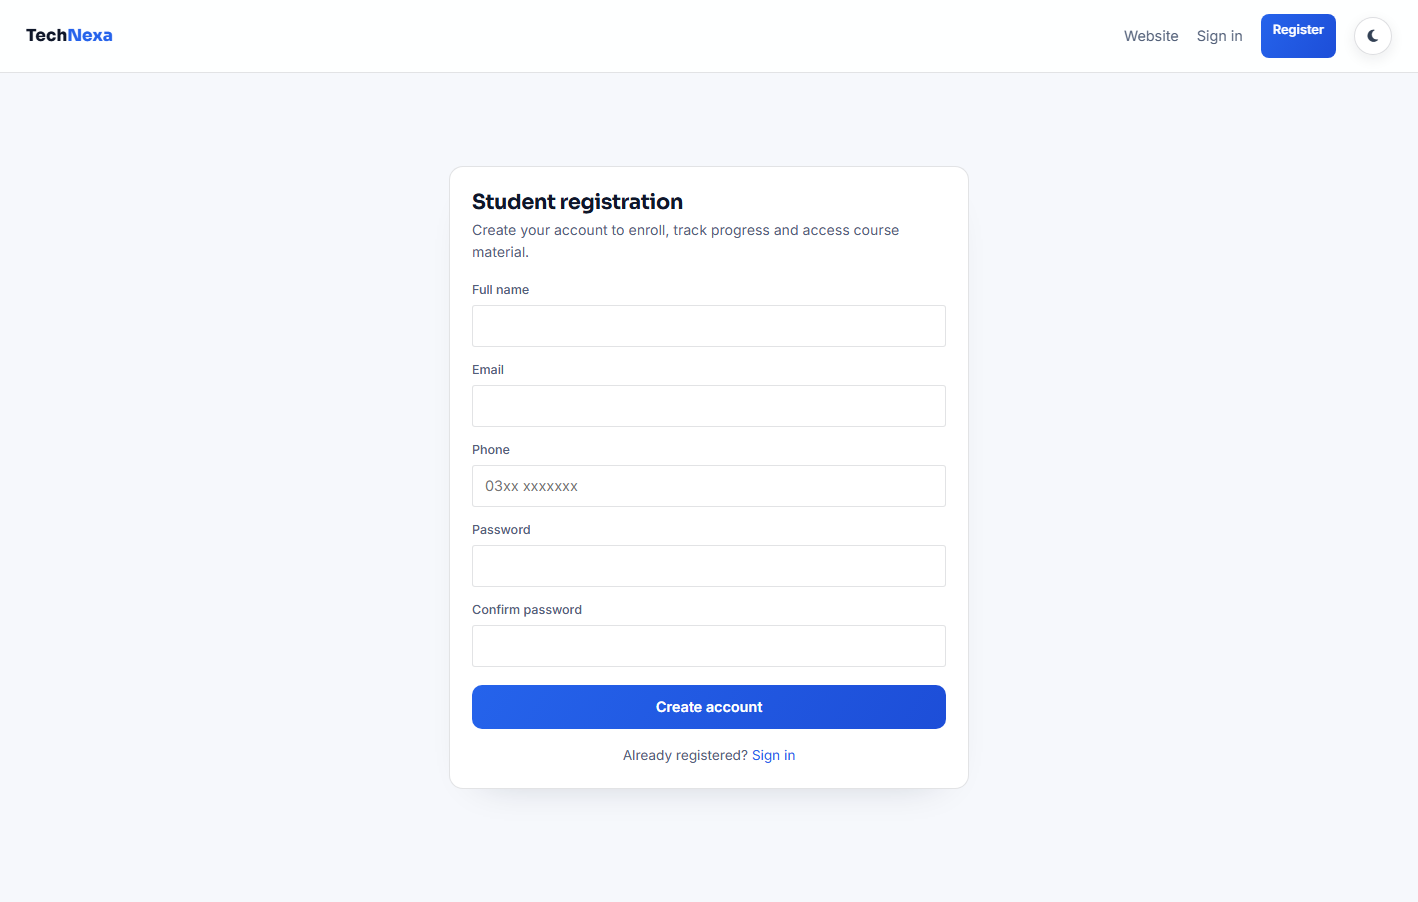 TechNexa
Website
Sign in
Register
Student registration
Create your account to enroll, track progress and access course
material.
Full name
Email
Phone
03xx xxxxxxx
Password
Confirm password
Create account
Already registered? Sign in